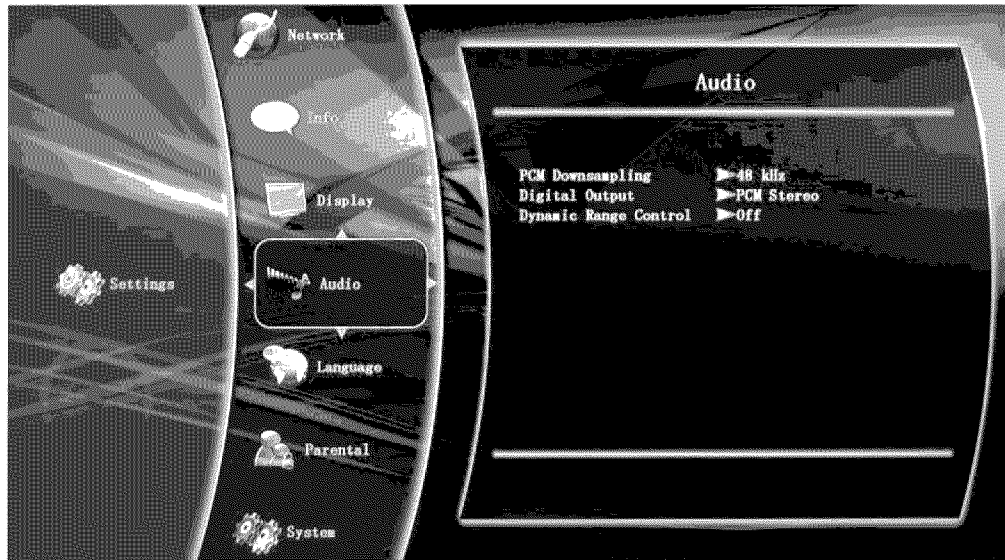 Settings
Network
Info
Display
Audio
Language
Parental
System
Audio
PCM Downsampling ▶48 kHz
Digital Output ▶PCM Stereo
Dynamic Range Control ▶Off